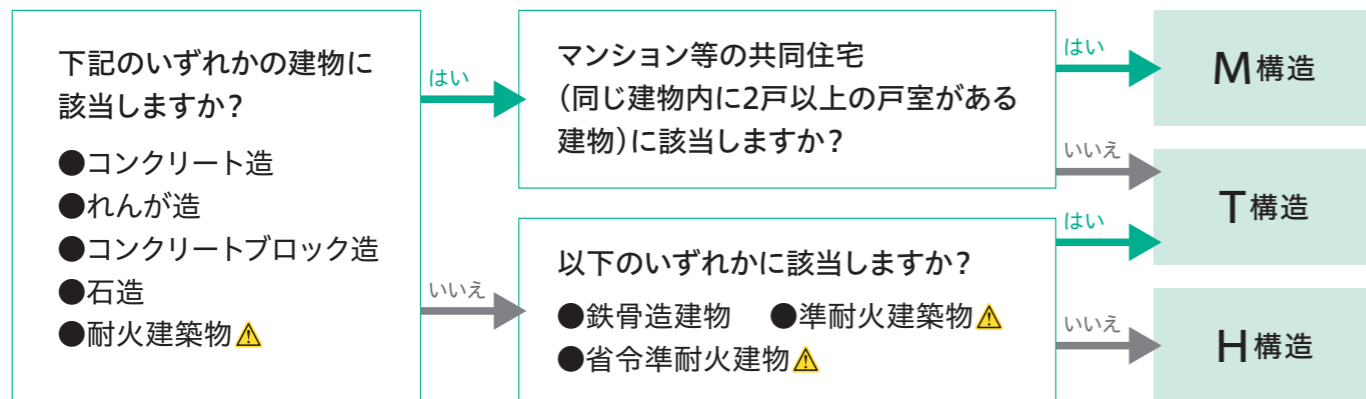 下記のいずれかの建物に
該当しますか？
●コンクリート造
●れんが造
●コンクリートブロック造
●石造
●耐火建築物⚠
はい
いいえ
マンション等の共同住宅
（同じ建物内に2戸以上の戸室がある
建物）に該当しますか？
はい
いいえ
以下のいずれかに該当しますか？
●鉄骨造建物 ●準耐火建築物⚠
●省令準耐火建物⚠
はい
いいえ
M構造
T構造
H構造